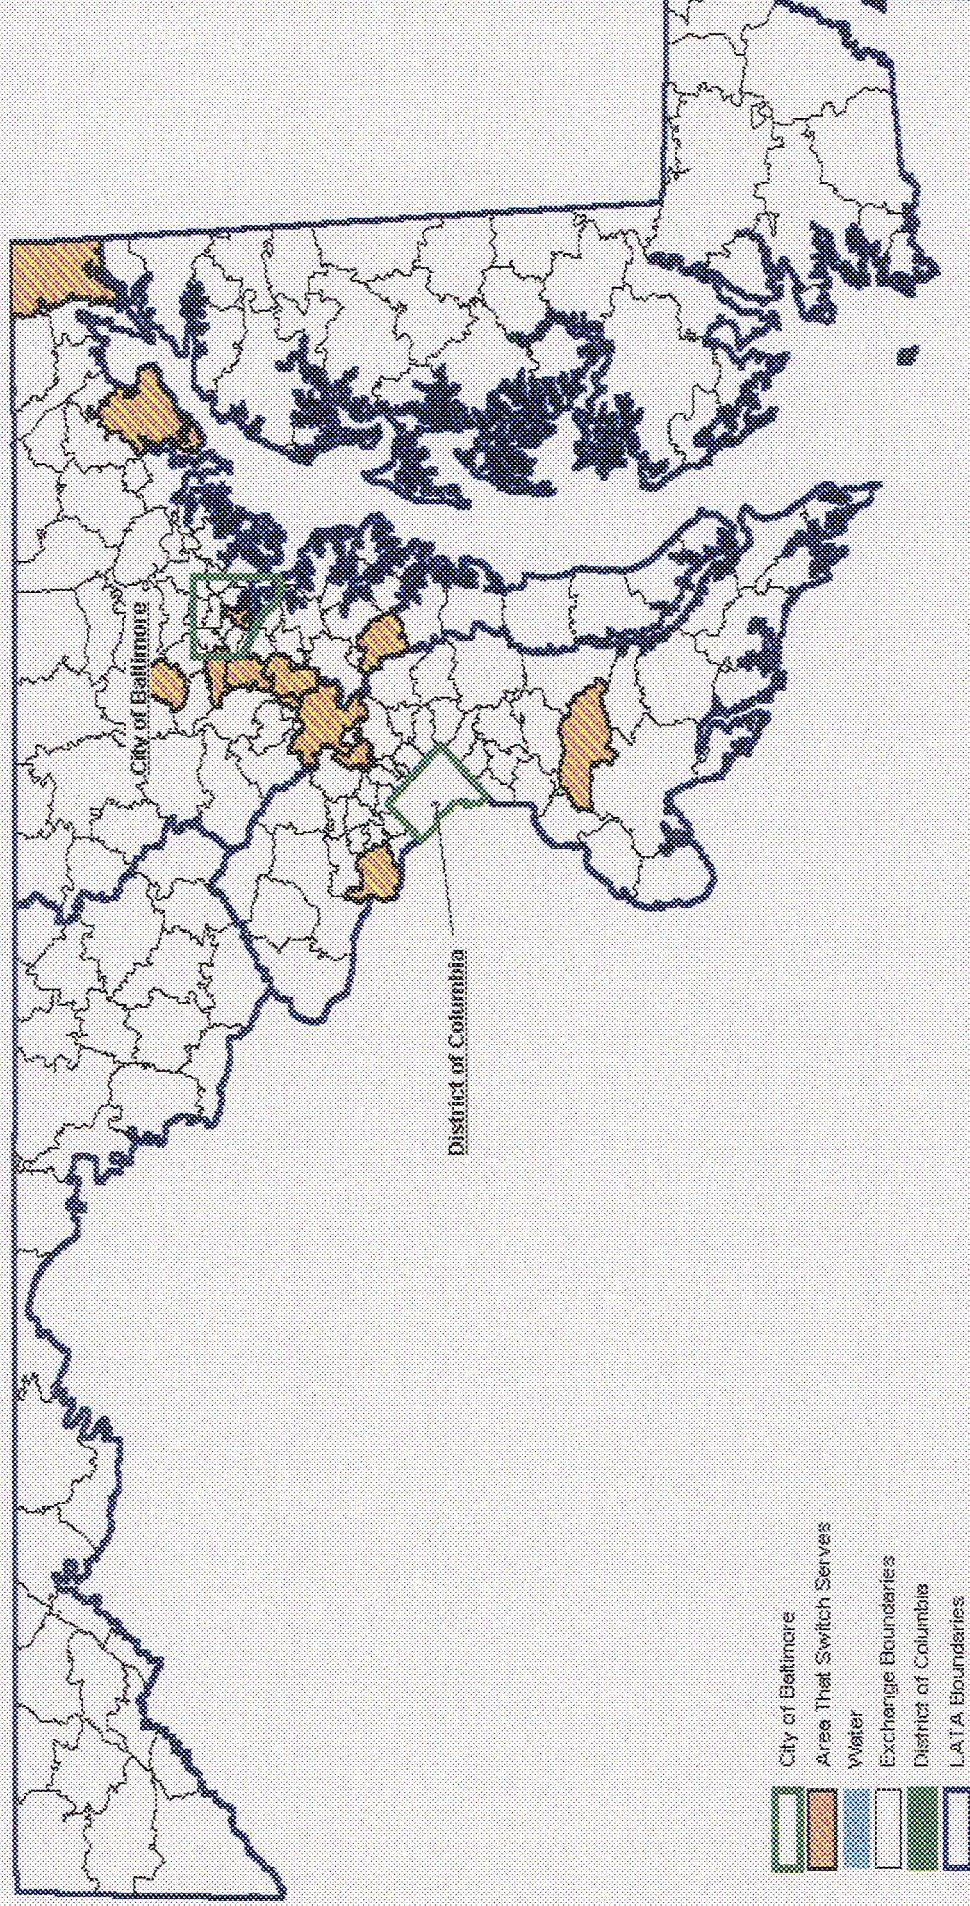 City of Baltimore
District of Columbia
City of Baltimore
Area That Switch Serves
Water
Exchange Boundaries
District of Columbia
LATA Boundaries